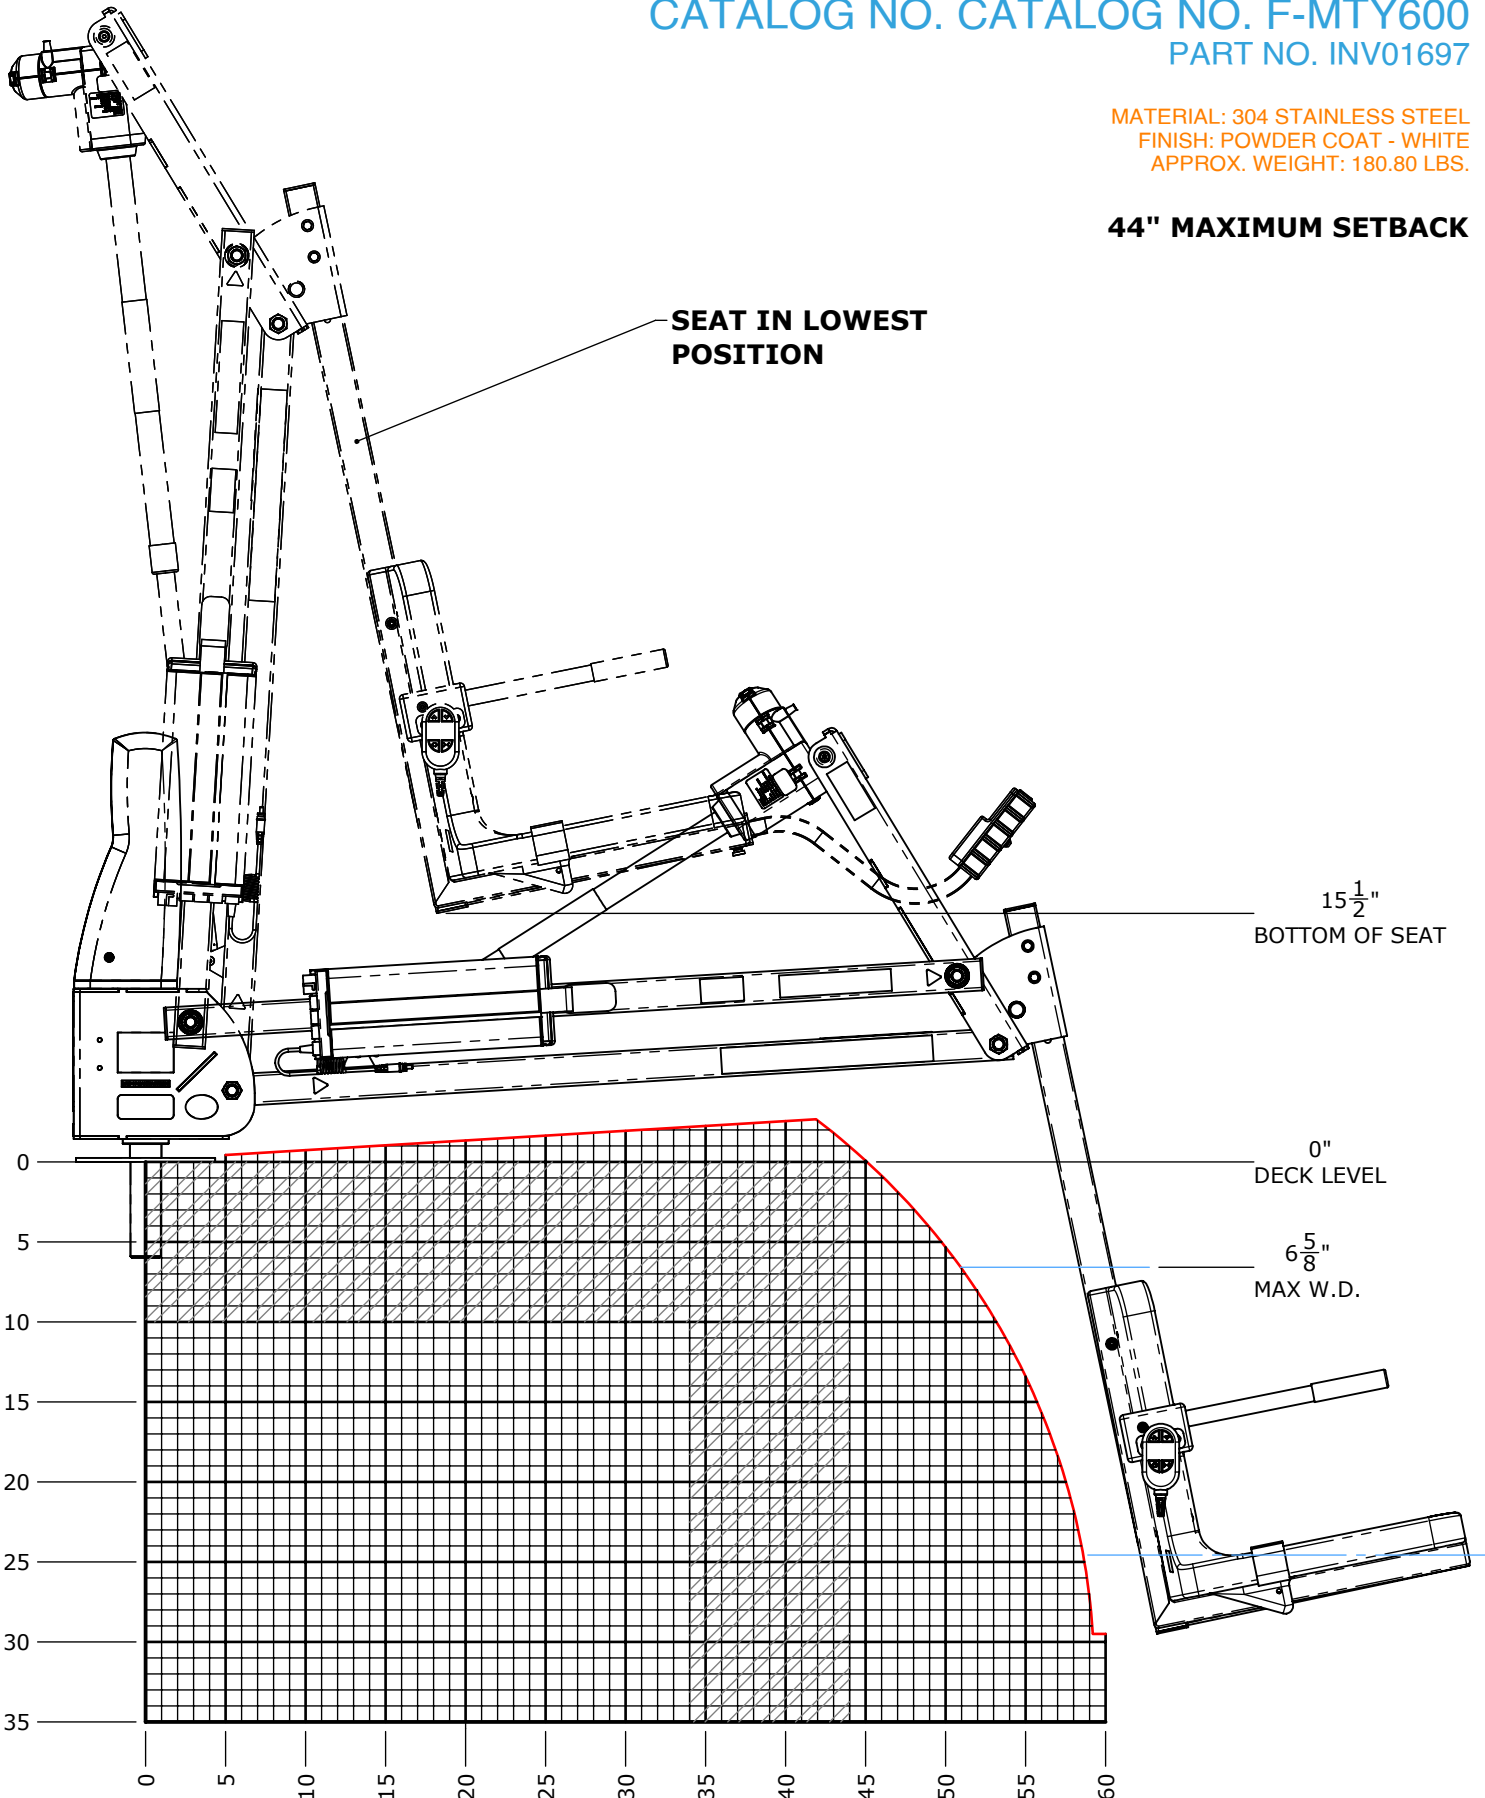 CATALOG NO. CATALOG NO. F-MTY600
PART NO. INV01697
MATERIAL: 304 STAINLESS STEEL
FINISH: POWDER COAT - WHITE
APPROX. WEIGHT: 180.80 LBS.
44" MAXIMUM SETBACK
SEAT IN LOWEST
POSITION
15 1/2"
BOTTOM OF SEAT
0"
DECK LEVEL
6 5/8"
MAX W.D.
0
5
10
15
20
25
30
35
0 5 10 15 20 25 30 35 40 45 50 55 60